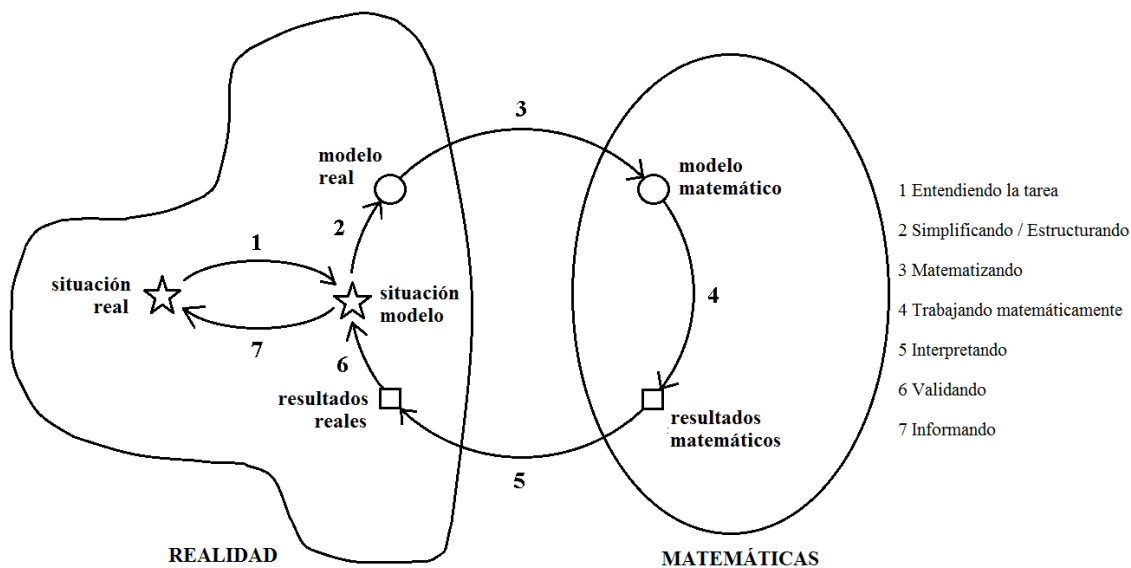 3
modelo
real
modelo
matemático
2
1
situación
real
situación
modelo
7
6
4
resultados
reales
resultados
matemáticos
5
REALIDAD
MATEMÁTICAS
1 Entendiendo la tarea
2 Simplificando / Estructurando
3 Matematizando
4 Trabajando matemáticamente
5 Interpretando
6 Validando
7 Informando